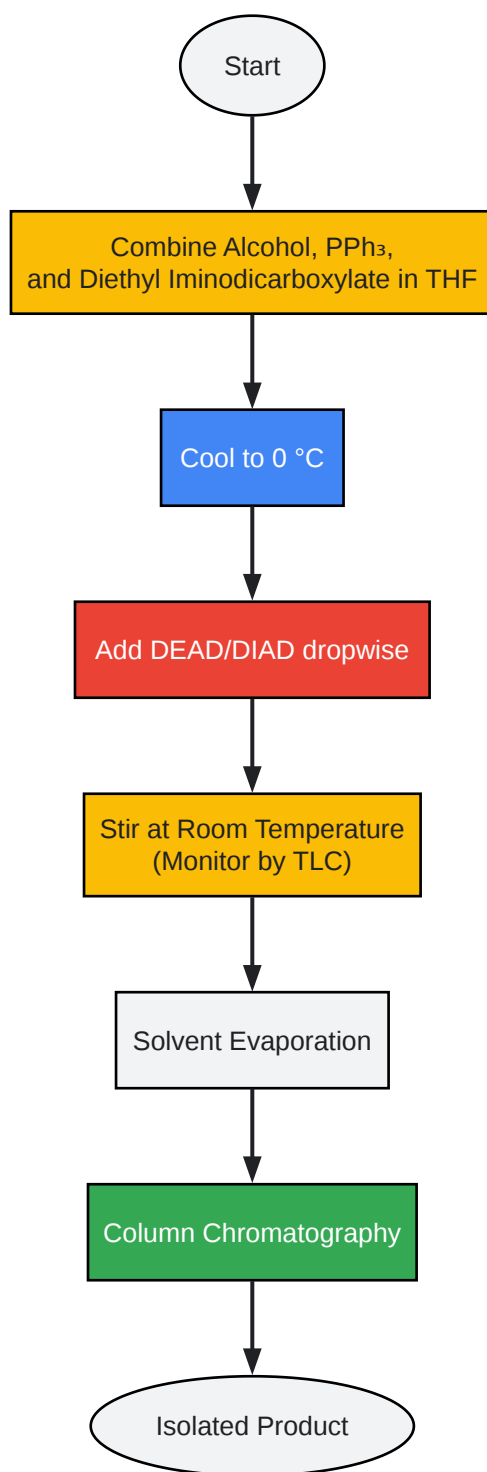 Start
Combine Alcohol, PPh₃,
and Diethyl Iminodicarboxylate in THF
Cool to 0 °C
Add DEAD/DIAD dropwise
Stir at Room Temperature
(Monitor by TLC)
Solvent Evaporation
Column Chromatography
Isolated Product